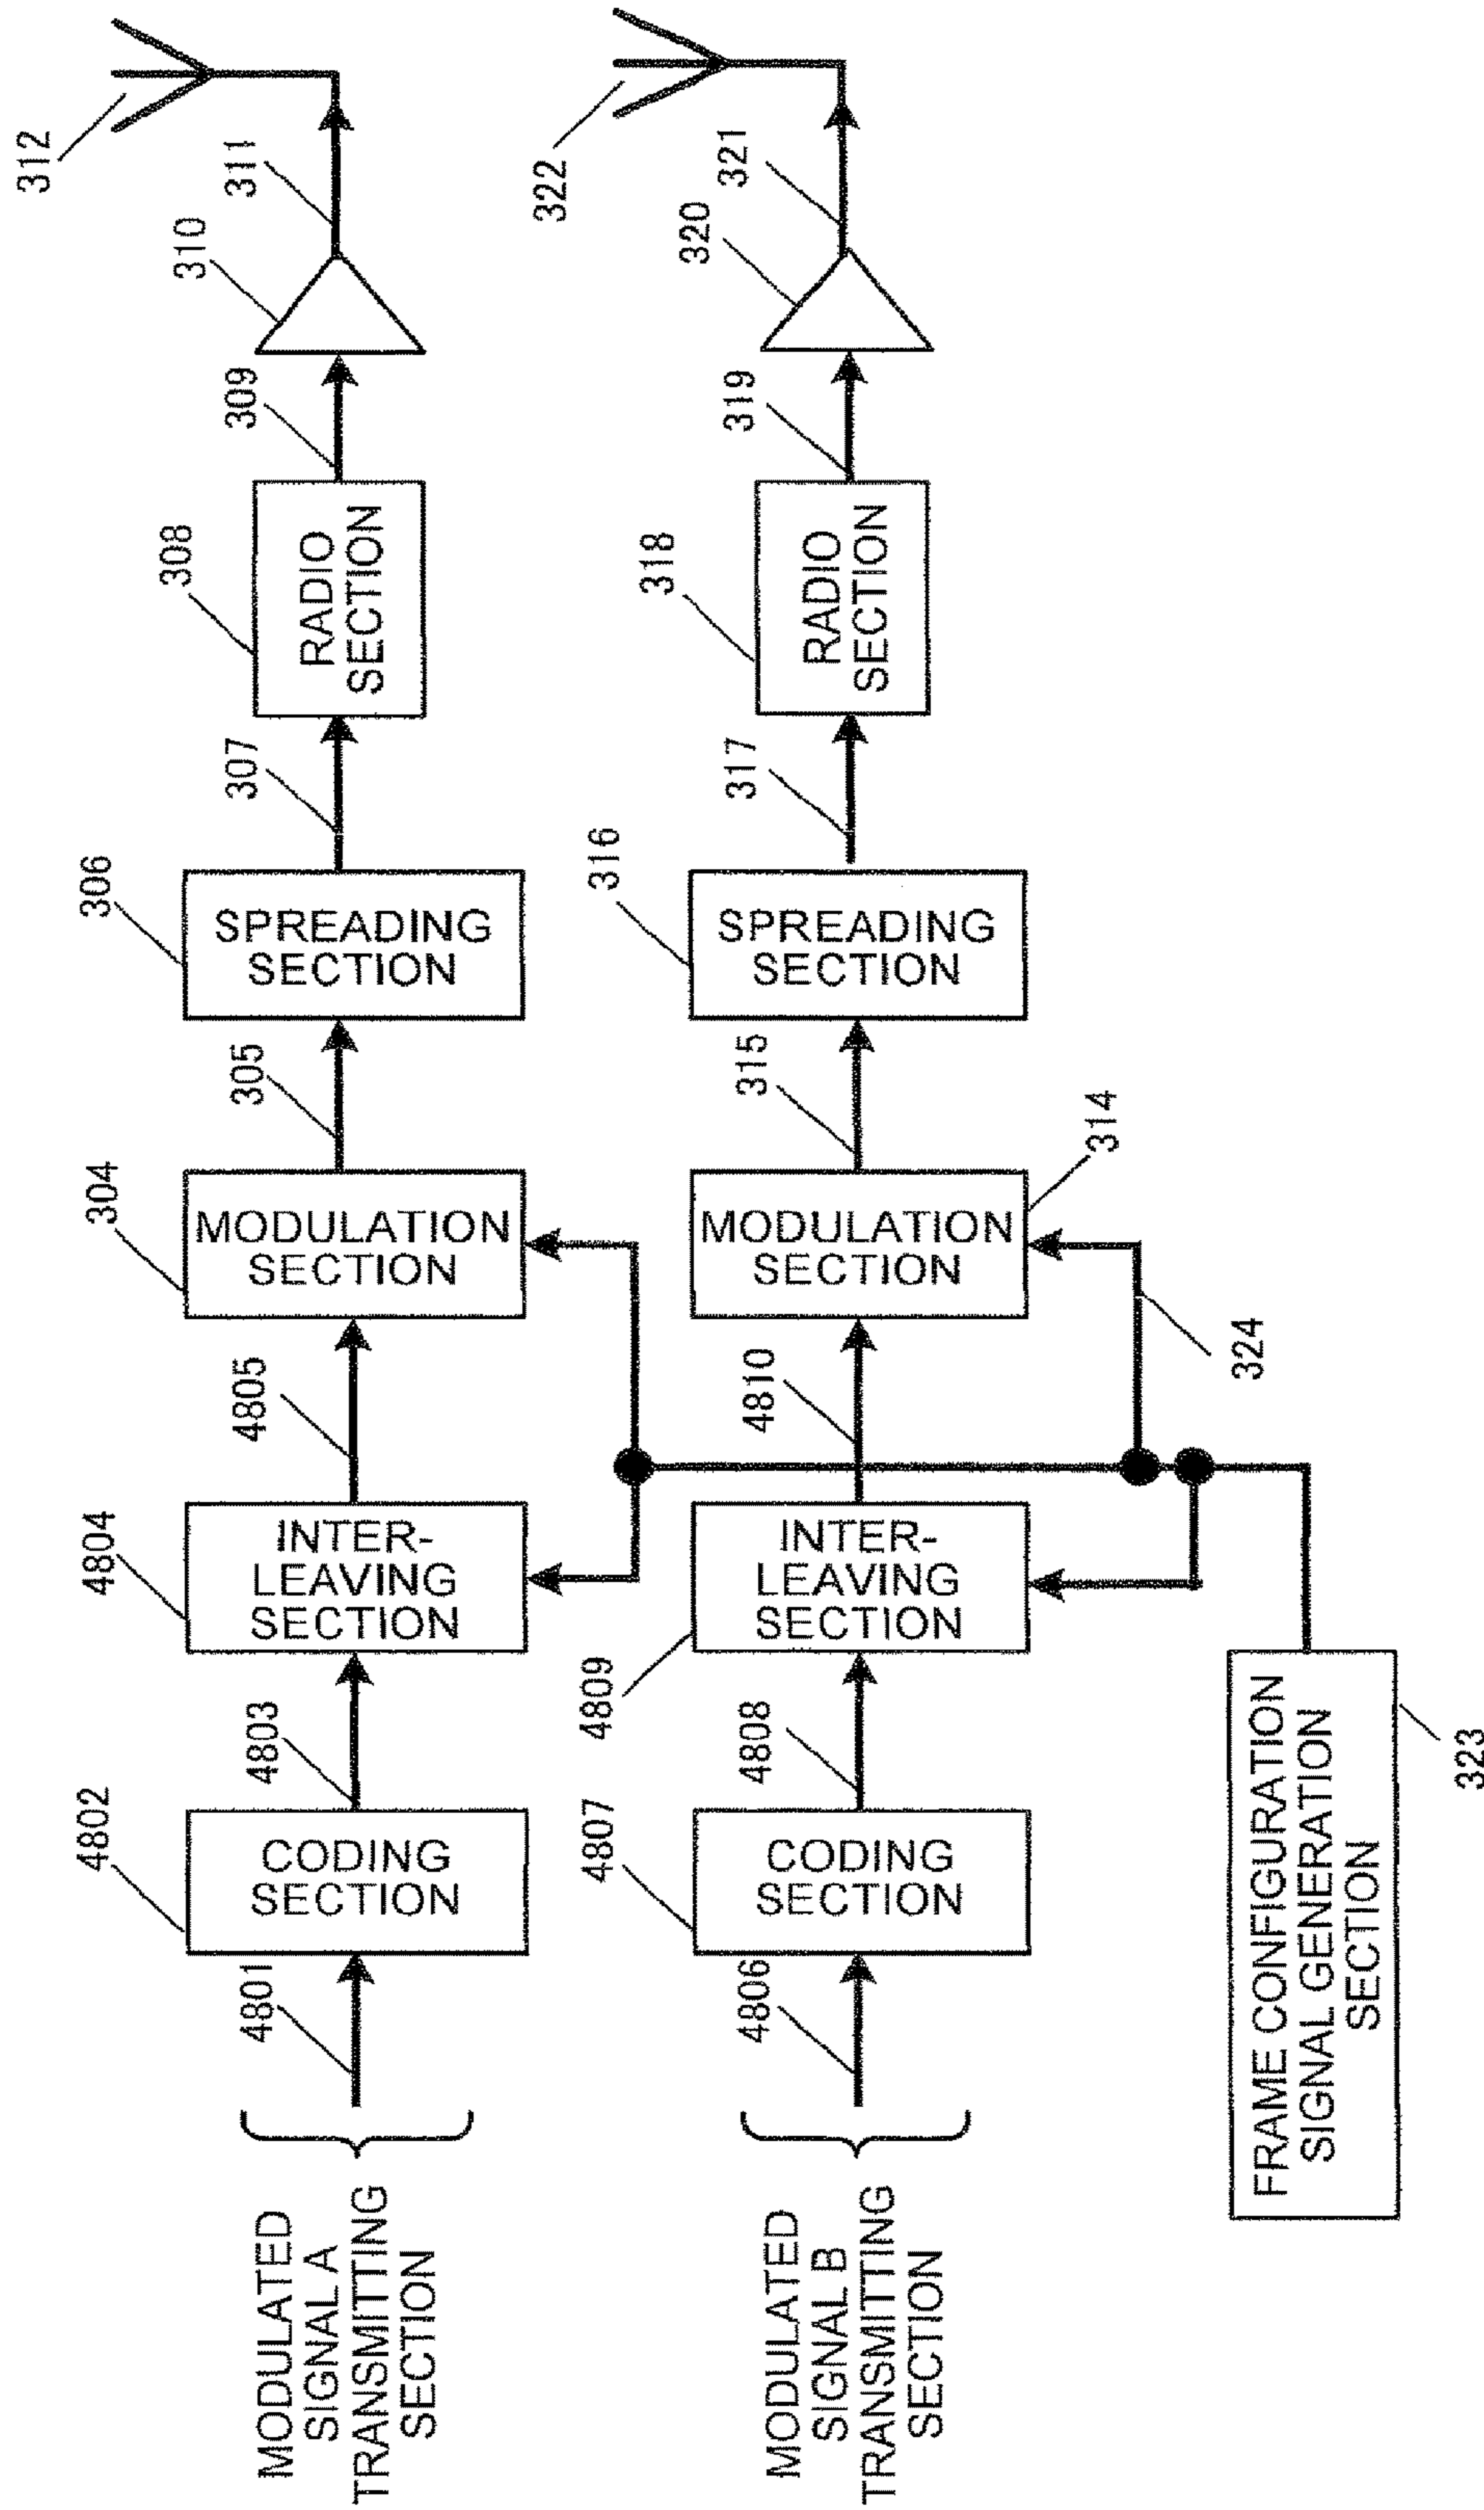 312
311
310
309
308
RADIO
SECTION
307
306
SPREADING
SECTION
305
304
MODULATION
SECTION
4805
4804
INTER-
LEAVING
SECTION
4803
4802
CODING
SECTION
4801
MODULATED
SIGNAL A
TRANSMITTING
SECTION
322
321
320
319
318
RADIO
SECTION
317
316
SPREADING
SECTION
315
314
MODULATION
SECTION
324
4810
4809
INTER-
LEAVING
SECTION
4808
4807
CODING
SECTION
4806
MODULATED
SIGNAL B
TRANSMITTING
SECTION
FRAME CONFIGURATION
SIGNAL GENERATION
SECTION
323